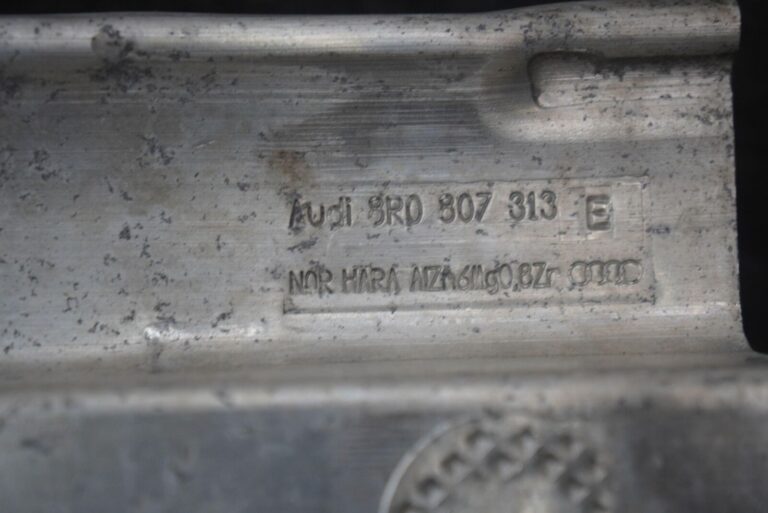 Audi 8R0 807 313 E
NOR HARA AlZn6Mg0,8Zr